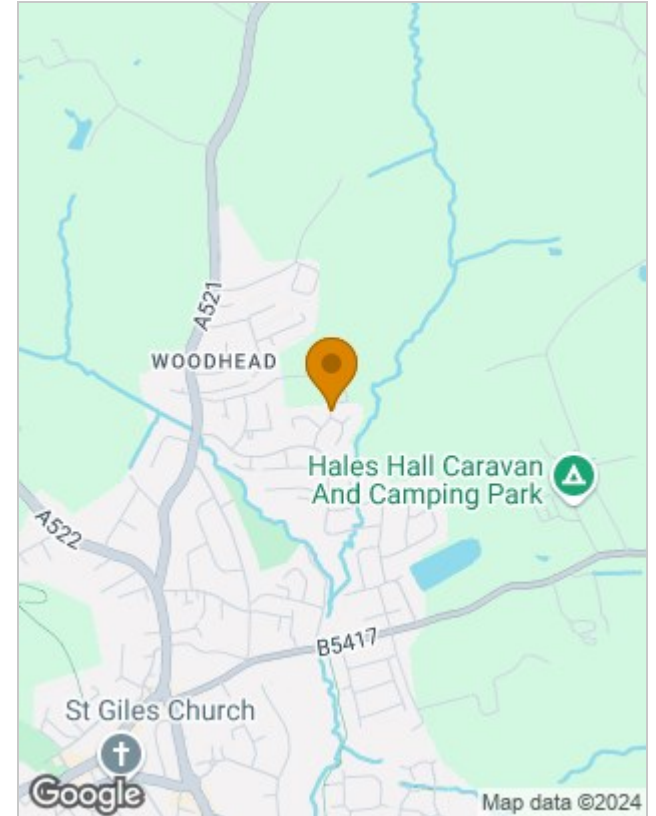 A521
WOODHEAD
Hales Hall Caravan
And Camping Park
A522
B5417
St Giles Church
Google
Map data ©2024